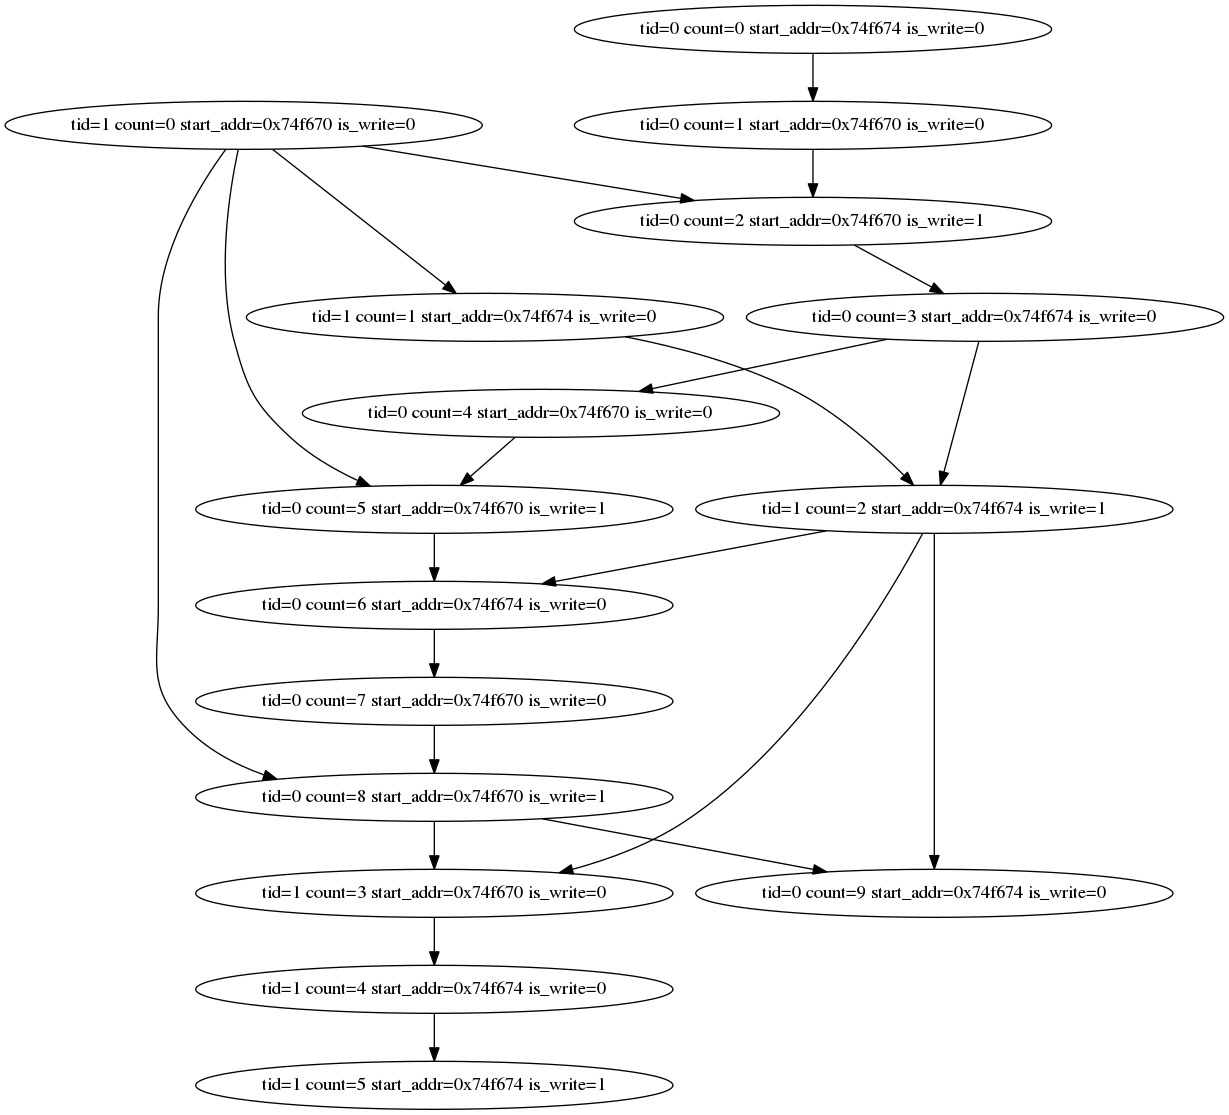 tid=0 count=0 start_addr=0x74f674 is_write=0
tid=1 count=0 start_addr=0x74f670 is_write=0
tid=0 count=1 start_addr=0x74f670 is_write=0
tid=0 count=2 start_addr=0x74f670 is_write=1
tid=1 count=1 start_addr=0x74f674 is_write=0
tid=0 count=3 start_addr=0x74f674 is_write=0
tid=0 count=4 start_addr=0x74f670 is_write=0
tid=0 count=5 start_addr=0x74f670 is_write=1
tid=1 count=2 start_addr=0x74f674 is_write=1
tid=0 count=6 start_addr=0x74f674 is_write=0
tid=0 count=7 start_addr=0x74f670 is_write=0
tid=0 count=8 start_addr=0x74f670 is_write=1
tid=1 count=3 start_addr=0x74f670 is_write=0
tid=0 count=9 start_addr=0x74f674 is_write=0
tid=1 count=4 start_addr=0x74f674 is_write=0
tid=1 count=5 start_addr=0x74f674 is_write=1